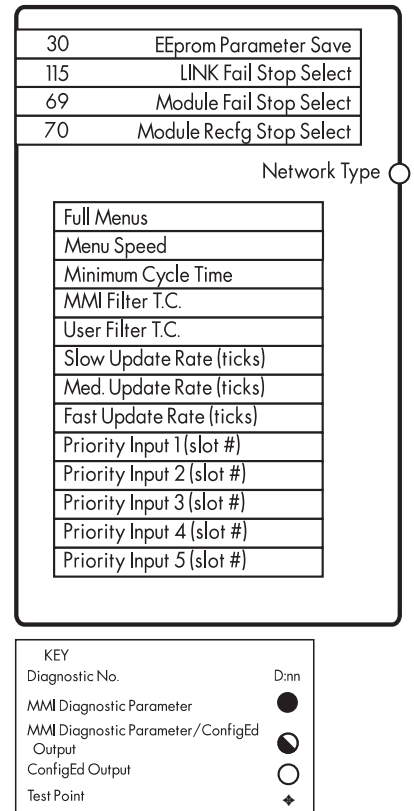 30 EEprom Parameter Save
115 LINK Fail Stop Select
69 Module Fail Stop Select
70 Module Recfg Stop Select
Network Type
Full Menus
Menu Speed
Minimum Cycle Time
MMI Filter T.C.
User Filter T.C.
Slow Update Rate (ticks)
Med. Update Rate (ticks)
Fast Update Rate (ticks)
Priority Input 1 (slot #)
Priority Input 2 (slot #)
Priority Input 3 (slot #)
Priority Input 4 (slot #)
Priority Input 5 (slot #)
KEY
Diagnostic No. D:nn
MMI Diagnostic Parameter
MMI Diagnostic Parameter/ConfigEd
Output
ConfigEd Output
Test Point